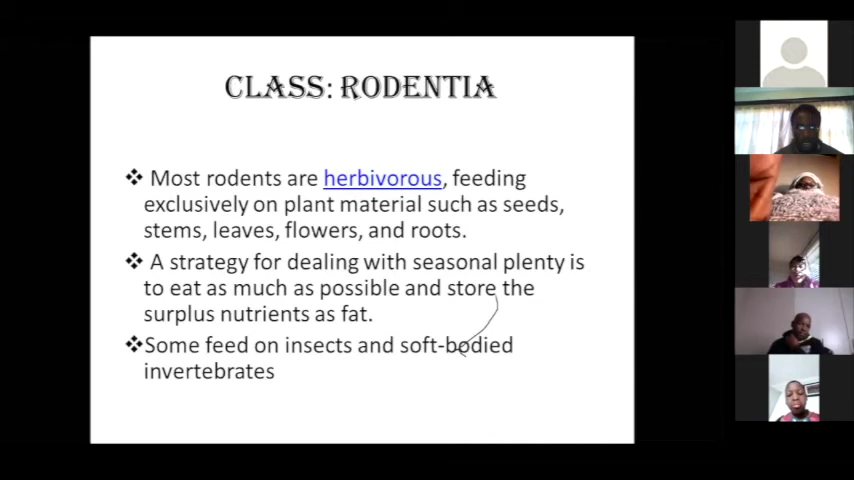 CLASS: RODENTIA
❖ Most rodents are herbivorous, feeding
exclusively on plant material such as seeds,
stems, leaves, flowers, and roots.
❖ A strategy for dealing with seasonal plenty is
to eat as much as possible and store the
surplus nutrients as fat.
❖Some feed on insects and soft-bodied
invertebrates